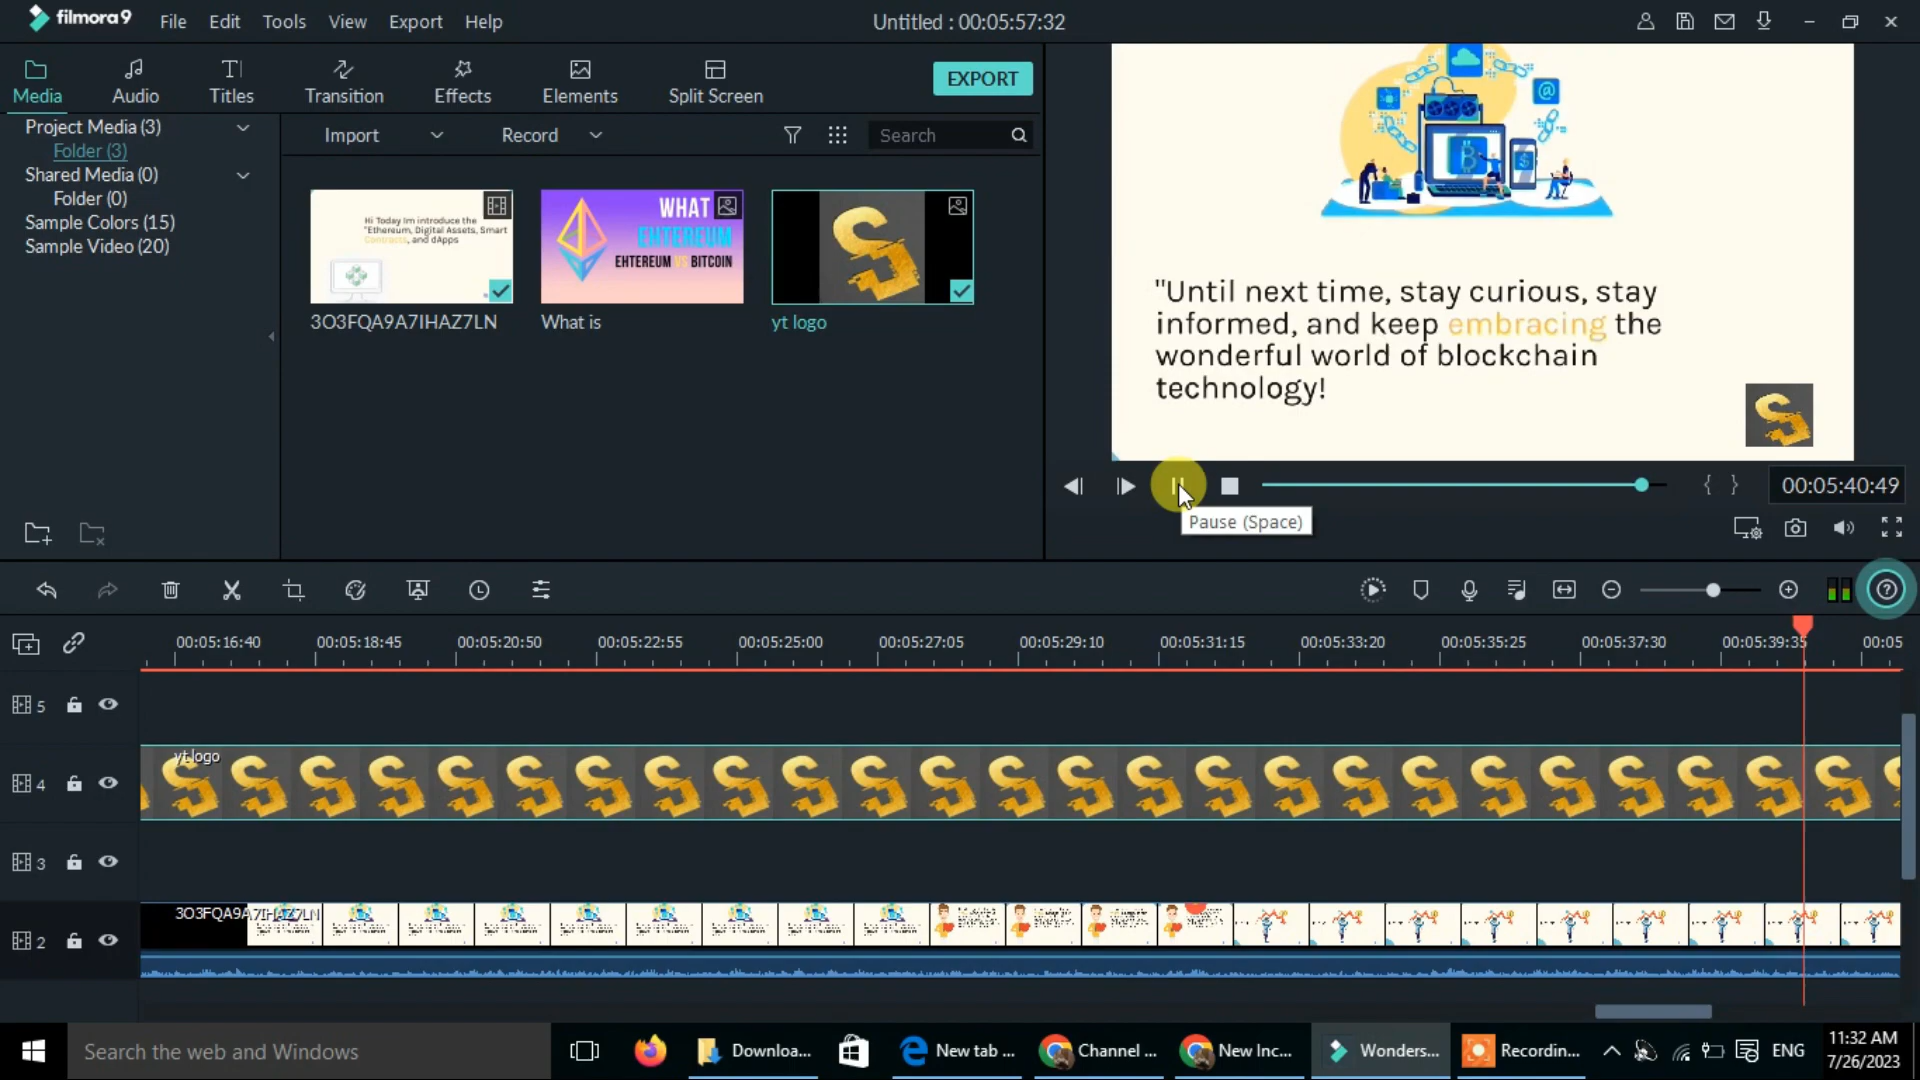 filmora9
File
Edit
Tools
View
Export
Help
Untitled : 00:05:57:32
Media
Audio
Titles
Transition
Effects
Elements
Split Screen
EXPORT
Project Media (3)
Folder (3)
Shared Media (0)
Folder (0)
Sample Colors (15)
Sample Video (20)
Import
Record
Search
Hi Today Im introduce the
"Ethereum, Digital Assets, Smart
Contracts, and dApps
WHAT
EHTEREUM
EHTEREUM VS BITCOIN
3O3FQA9A7IHAZ7LN
What is
yt logo
"Until next time, stay curious, stay
informed, and keep embracing the
wonderful world of blockchain
technology!
00:05:40:49
Pause (Space)
00:05:16:40
00:05:18:45
00:05:20:50
00:05:22:55
00:05:25:00
00:05:27:05
00:05:29:10
00:05:31:15
00:05:33:20
00:05:35:25
00:05:37:30
00:05:39:35
00:05
5
yt logo
4
3
3O3FQA9A7IHAZ7LN
2
Search the web and Windows
Downloa...
New tab ...
Channel ...
New Inc...
Wonders...
Recordin...
ENG
11:32 AM
7/26/2023